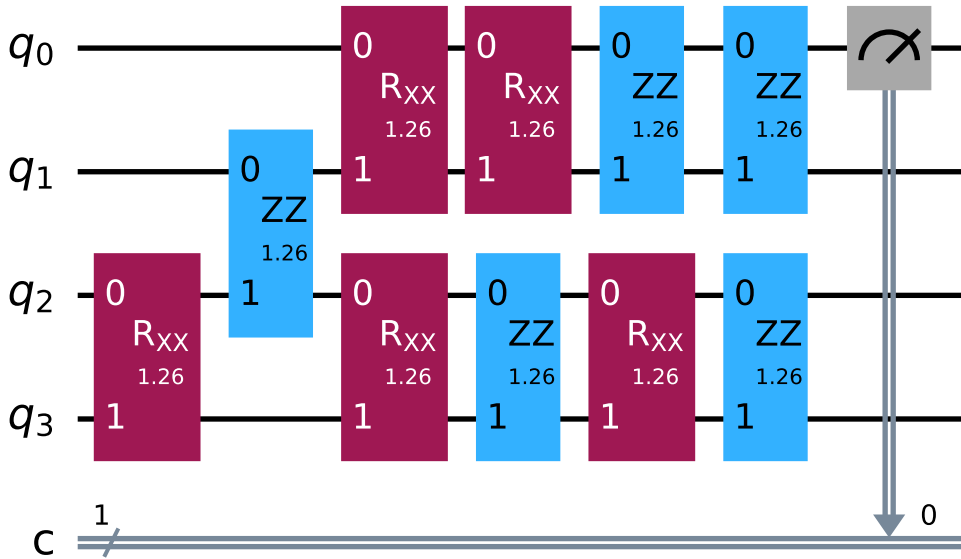 q0 0 0 0 0
RXX RXX ZZ ZZ
1.26 1.26 1.26 1.26
q1 0 1 1 1 1
ZZ
1.26
q2 0 1 0 0 0 0
RXX RXX ZZ RXX ZZ
1.26 1.26 1.26 1.26 1.26
q3 1 1 1 1 1
1 0
c